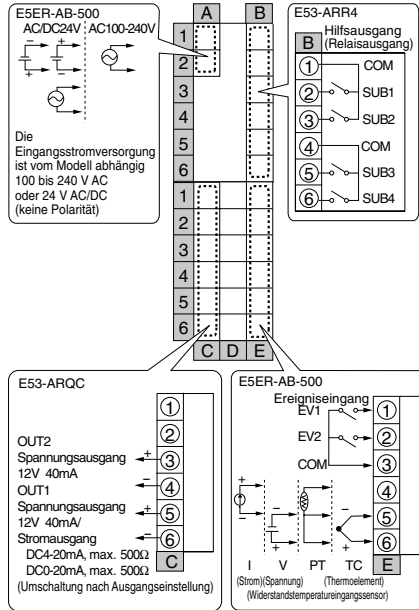 E5ER-AB-500
AC/DC24V AC100-240V
− + 
+ −
Die
Eingangsstromversorgung
ist vom Modell abhängig
100 bis 240 V AC
oder 24 V AC/DC
(keine Polarität)
A B
1
2
3
4
5
6
1
2
3
4
5
6
C D E
E53-ARR4
Hilfsausgang
(Relaisausgang)
B
1 COM
2 SUB1
3 SUB2
4 COM
5 SUB3
6 SUB4
E53-ARQC
1
2
OUT2
Spannungsausgang + 3
12V 40mA − 4
OUT1
Spannungsausgang + 5
12V 40mA/
Stromausgang − 6
DC4-20mA, max. 500Ω
DC0-20mA, max. 500Ω
C
(Umschaltung nach Ausgangseinstellung)
E5ER-AB-500
Ereigniseingang
EV1 1
EV2 2
COM 3
4
5
6
+ − − −
− + +
I V PT TC E
(Strom)(Spannung) (Thermoelement)
(Widerstandstemperatureingangssensor)